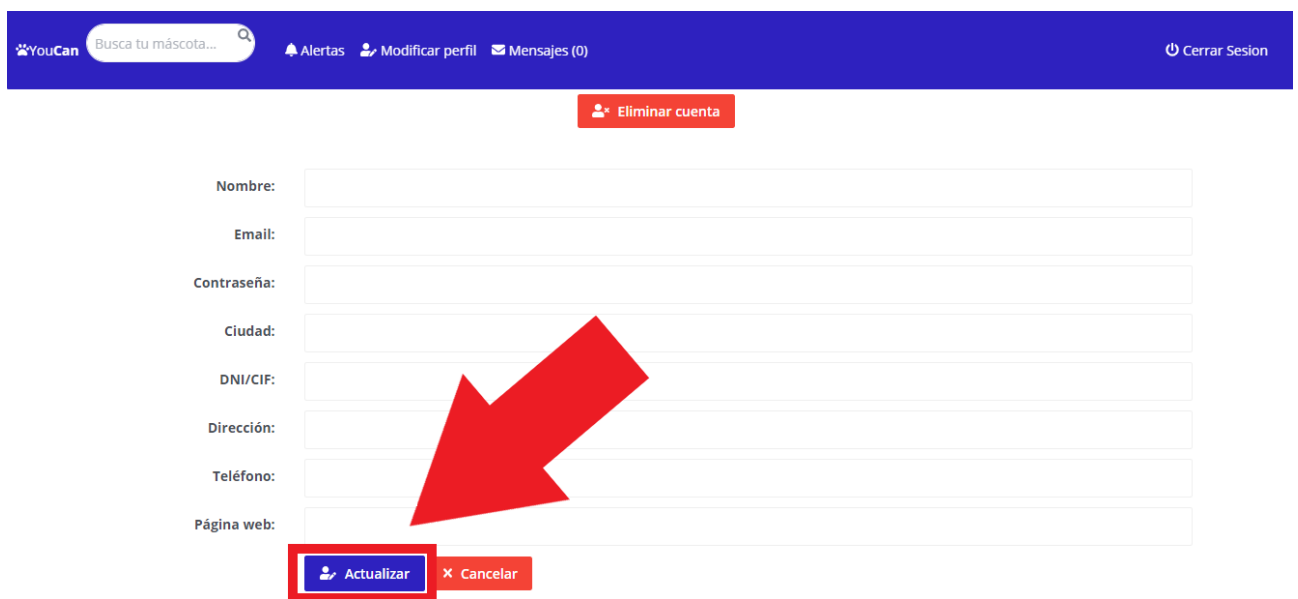 YouCan Busca tu máscota... Alertas Modificar perfil Mensajes (0) Cerrar Sesion
Eliminar cuenta
Nombre:
Email:
Contraseña:
Ciudad:
DNI/CIF:
Dirección:
Teléfono:
Página web:
Actualizar × Cancelar